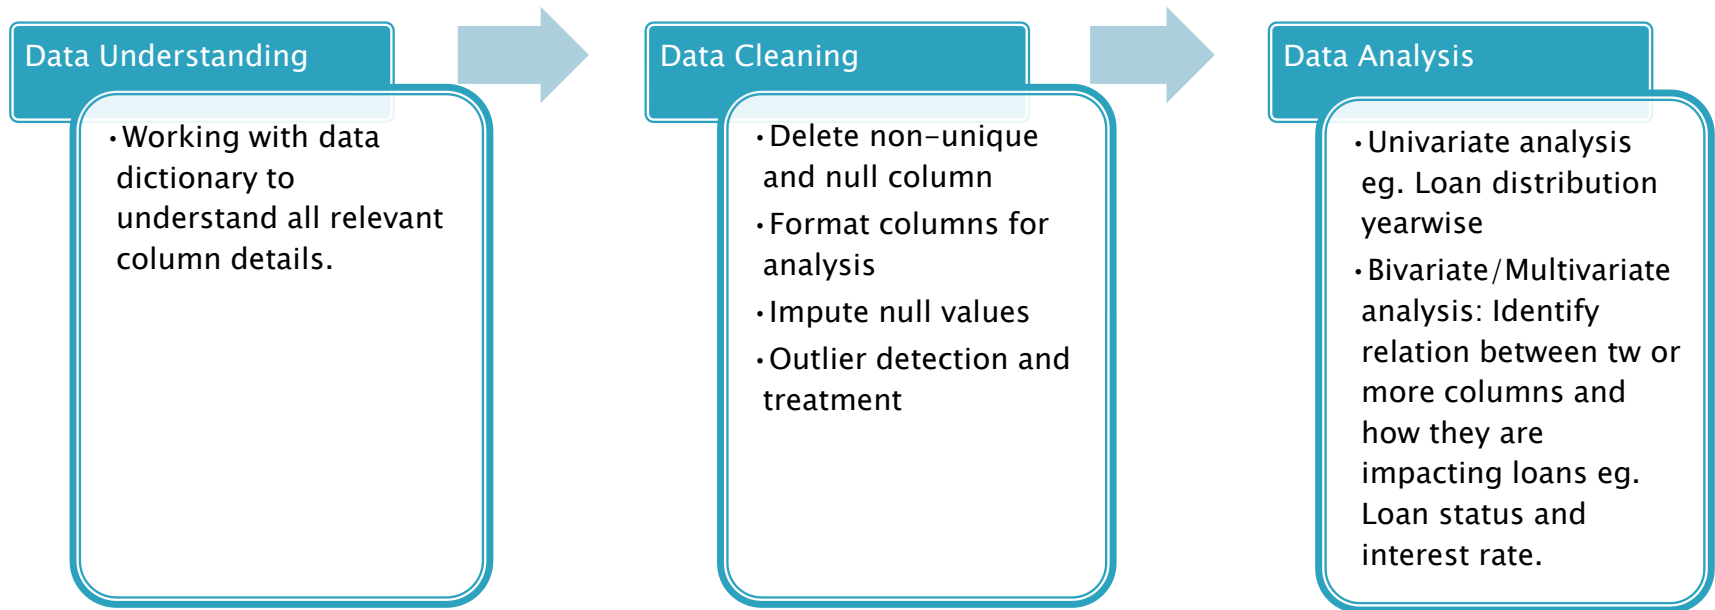 Data Understanding
·Working with data
dictionary to
understand all relevant
column details.
Data Cleaning
·Delete non-unique
and null column
·Format columns for
analysis
·Impute null values
·Outlier detection and
treatment
Data Analysis
·Univariate analysis
eg. Loan distribution
yearwise
·Bivariate/Multivariate
analysis: Identify
relation between tw or
more columns and
how they are
impacting loans eg.
Loan status and
interest rate.